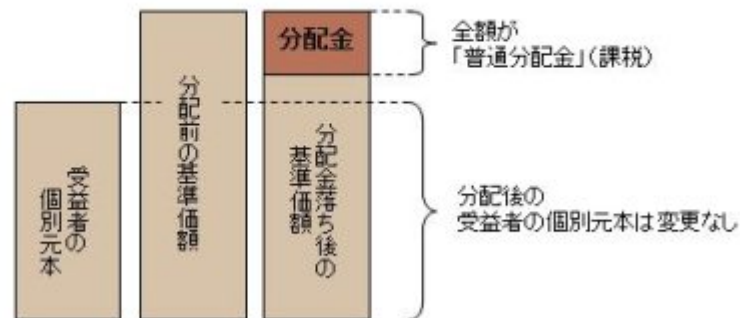 分配金
全額が
「普通分配金」(課税)
受益者の
個別元本
分配前の基準価額
分配金落ち後の
基準価額
分配後の
受益者の個別元本は変更なし